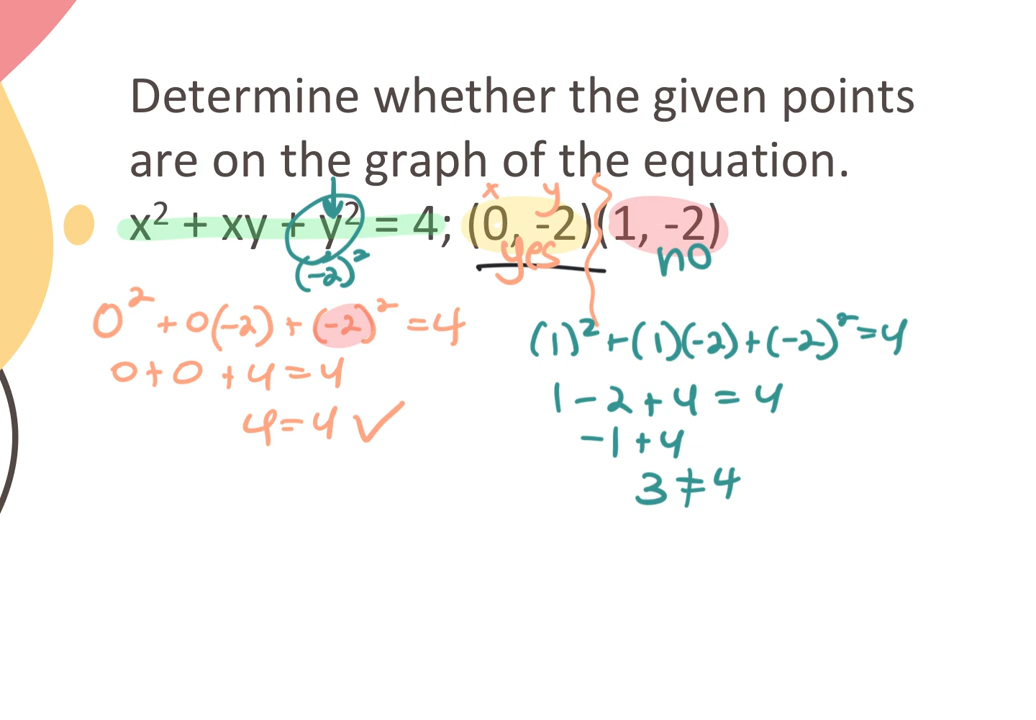 Determine whether the given points
are on the graph of the equation.
x y
x² + xy + y² = 4; (0, -2)(1, -2)
yes no
(-2)²
0² + 0(-2) + (-2)² = 4
0 + 0 + 4 = 4
4 = 4 ✓
(1)² + (1)(-2) + (-2)² = 4
1 - 2 + 4 = 4
-1 + 4
3 ≠ 4